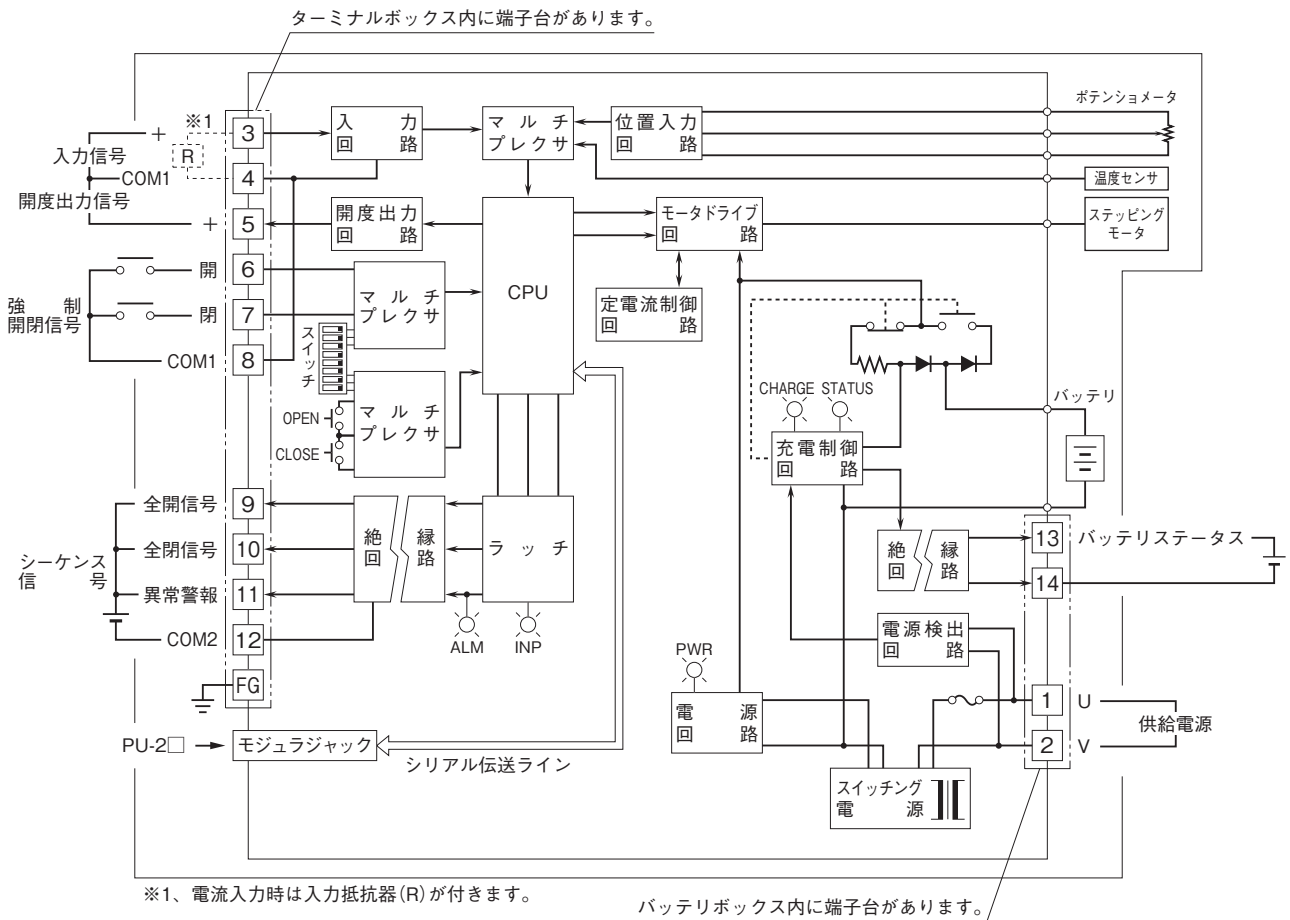 ターミナルボックス内に端子台があります。
ポテンショメータ
※1
+
3
入力回路
マルチプレクサ
位置入力回路
入力信号
R
COM1
4
温度センサ
開度出力信号
+
5
開度出力回路
モータドライブ回路
ステッピングモータ
CPU
開
6
マルチプレクサ
強制開閉信号
閉
7
定電流制御回路
スイッチ
COM1
8
CHARGE STATUS
バッテリ
OPEN
マルチプレクサ
CLOSE
充電制御回路
全開信号
9
絶縁回路
ラッチ
シーケンス信号
全閉信号
10
絶縁回路
13
バッテリステータス
14
異常警報
11
COM2
12
ALM
INP
電源検出回路
PWR
FG
電源回路
1
U
供給電源
PU-2□
モジュラジャック
シリアル伝送ライン
2
V
スイッチング電源
※1、電流入力時は入力抵抗器(R)が付きます。
バッテリボックス内に端子台があります。